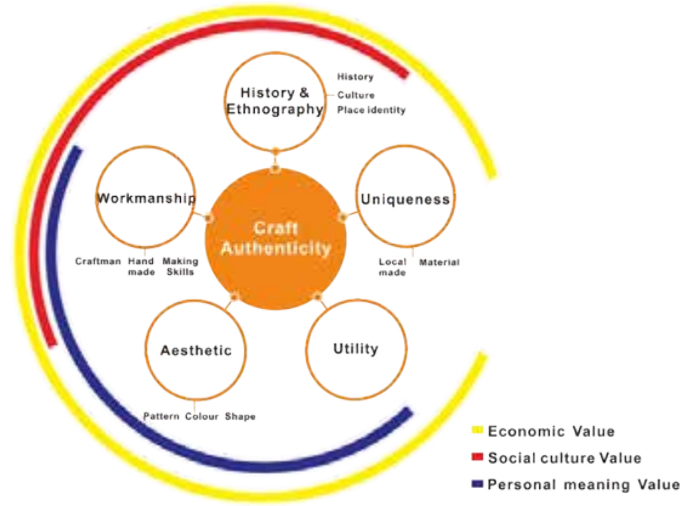 History &
Ethnography
History
Culture
Place identity
Workmanship
Craftman Hand made Making Skills
Craft
Authenticity
Uniqueness
Local made Material
Aesthetic
Pattern Colour Shape
Utility
Economic Value
Social culture Value
Personal meaning Value